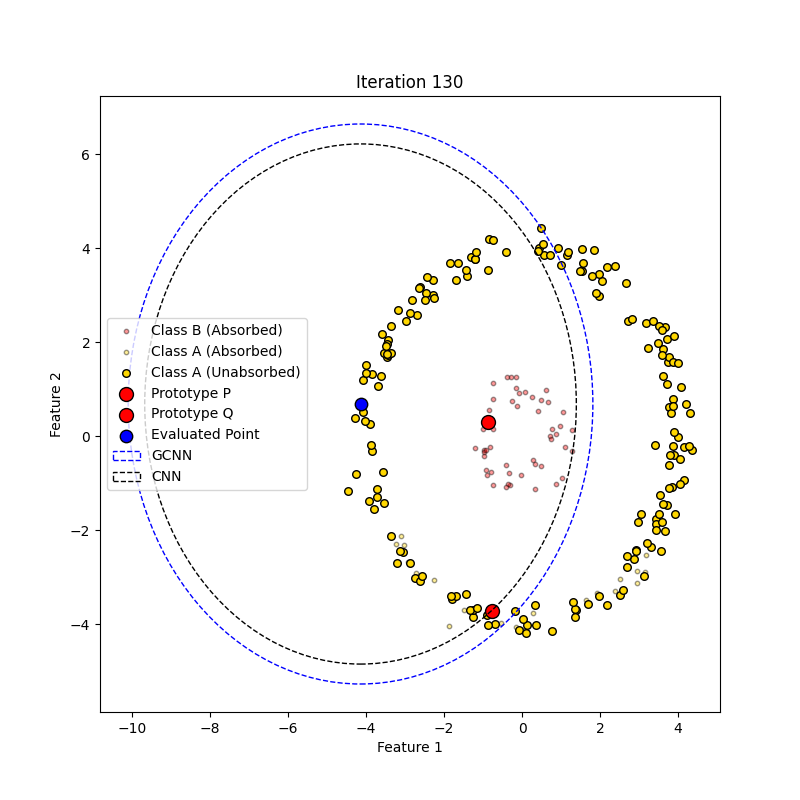 Iteration 130
6
4
2
0
−2
−4
Feature 2
Class B (Absorbed)
Class A (Absorbed)
Class A (Unabsorbed)
Prototype P
Prototype Q
Evaluated Point
GCNN
CNN
−10 −8 −6 −4 −2 0 2 4
Feature 1